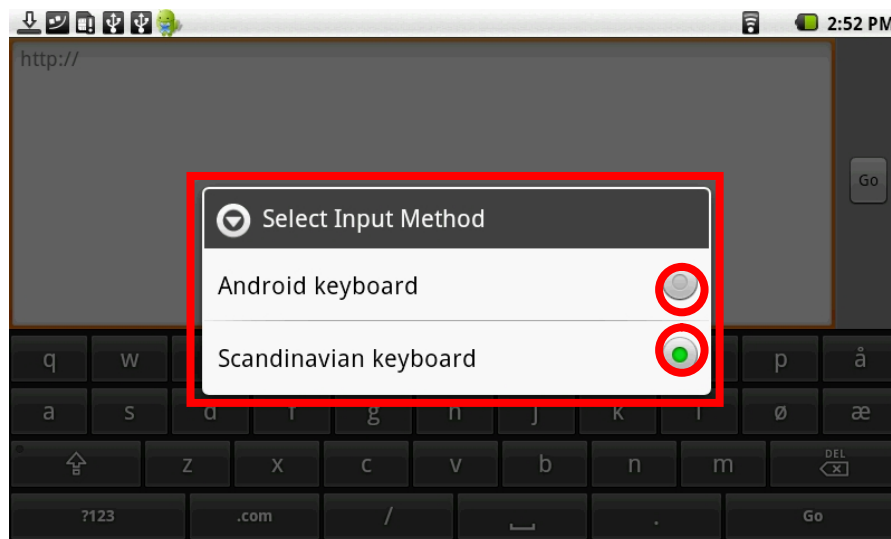 2:52 PM
http://
Go
Select Input Method
Android keyboard
Scandinavian keyboard
q w p å
a s d f g h j k l ø æ
z x c v b n m DEL
?123 .com / . Go